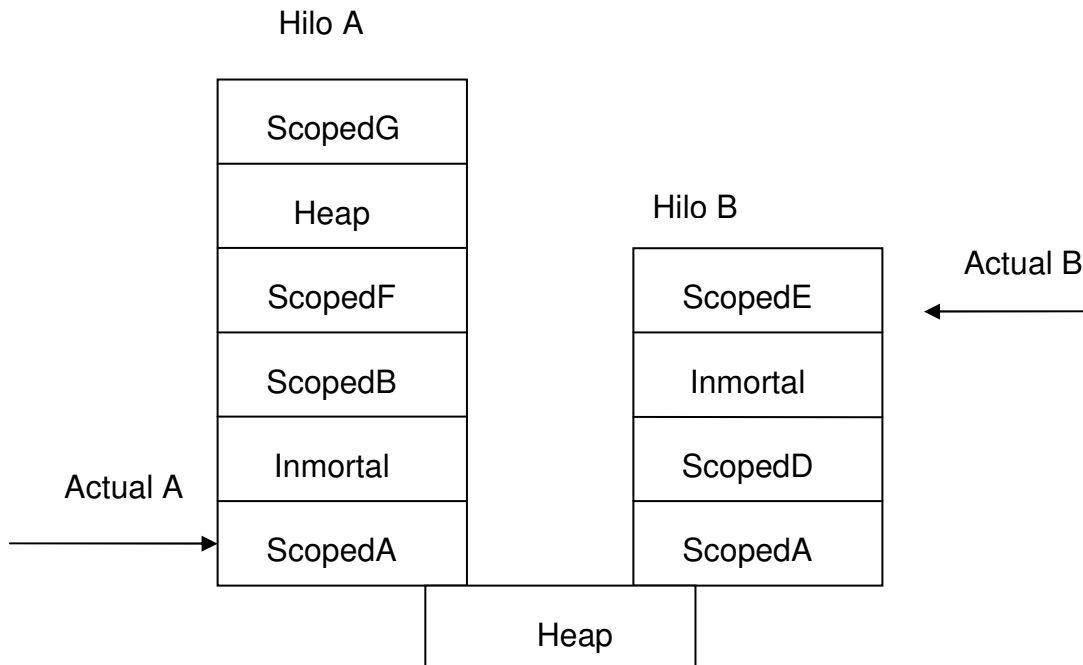 Hilo A
ScopedG
Heap
ScopedF
ScopedB
Inmortal
ScopedA
Actual A
Hilo B
ScopedE
Inmortal
ScopedD
ScopedA
Actual B
Heap